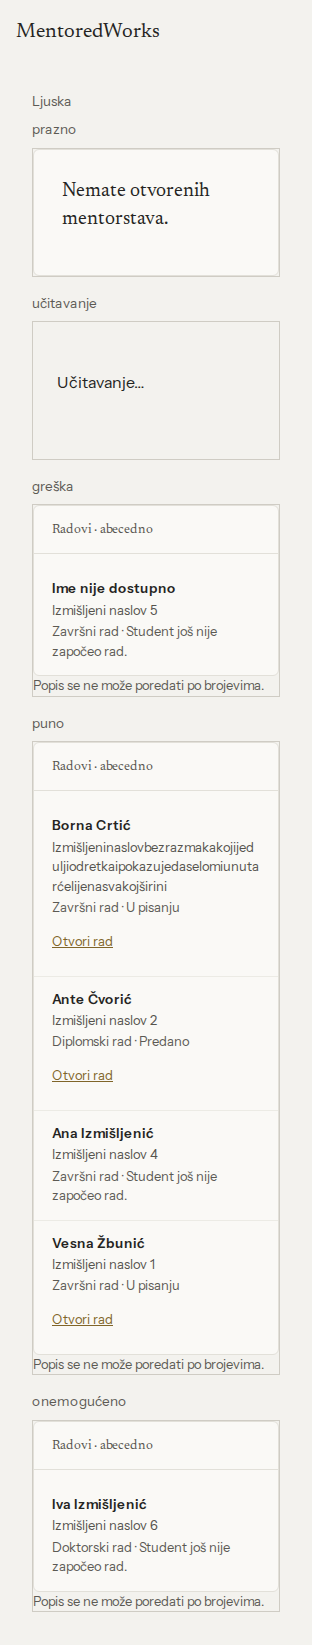 MentoredWorks
Ljuska
prazno
Nemate otvorenih
mentorstava.
učitavanje
Učitavanje…
greška
Radovi · abecedno
Ime nije dostupno
Izmišljeni naslov 5
Završni rad · Student još nije
započeo rad.
Popis se ne može poredati po brojevima.
puno
Radovi · abecedno
Borna Crtić
Izmišljeninaslovbezrazmakakojijed
uljiodretkaipokazujedaselomiunuta
rćelijenasvakojširini
Završni rad · U pisanju
Otvori rad
Ante Čvorić
Izmišljeni naslov 2
Diplomski rad · Predano
Otvori rad
Ana Izmišljenić
Izmišljeni naslov 4
Završni rad · Student još nije
započeo rad.
Vesna Žbunić
Izmišljeni naslov 1
Završni rad · U pisanju
Otvori rad
Popis se ne može poredati po brojevima.
onemogućeno
Radovi · abecedno
Iva Izmišljenić
Izmišljeni naslov 6
Doktorski rad · Student još nije
započeo rad.
Popis se ne može poredati po brojevima.